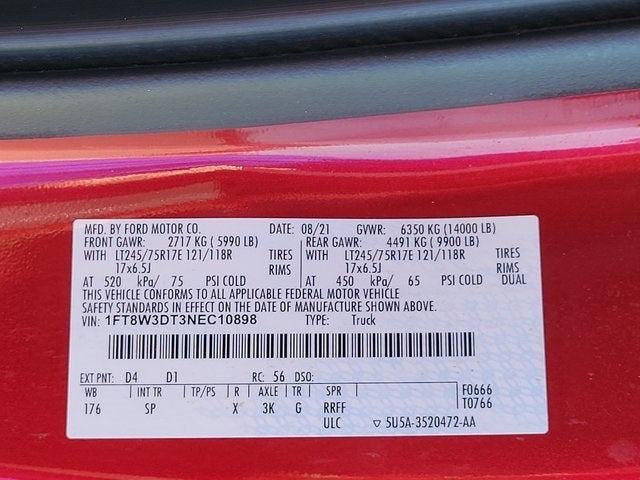 MFD. BY FORD MOTOR CO. DATE: 08/21 GVWR: 6350 KG (14000 LB)
FRONT GAWR: 2717 KG ( 5990 LB) REAR GAWR: 4491 KG ( 9900 LB)
WITH LT245/75R17E 121/118R TIRES WITH LT245/75R17E 121/118R TIRES
17x6.5J RIMS 17x6.5J RIMS
AT 520 kPa/ 75 PSI COLD AT 450 kPa/ 65 PSI COLD DUAL
THIS VEHICLE CONFORMS TO ALL APPLICABLE FEDERAL MOTOR VEHICLE
SAFETY STANDARDS IN EFFECT ON THE DATE OF MANUFACTURE SHOWN ABOVE.
VIN: 1FT8W3DT3NEC10898 TYPE: Truck
EXT PNT: D4 D1 RC: 56 DSO:
WB INT TR TP/PS R AXLE TR SPR F0666
176 SP X 3K G RRFF T0766
ULC ▽ 5U5A-3520472-AA